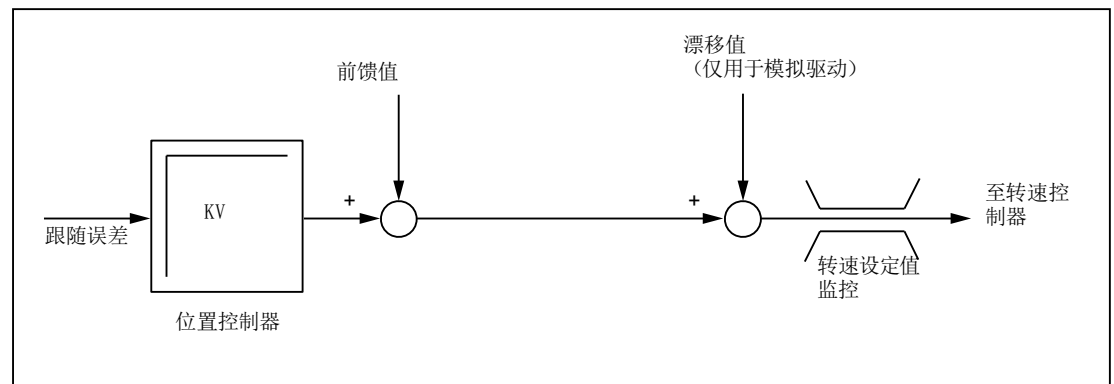 前馈值
漂移值
（仅用于模拟驱动）
+
+
KV
跟随误差
至转速控
制器
转速设定值
监控
位置控制器